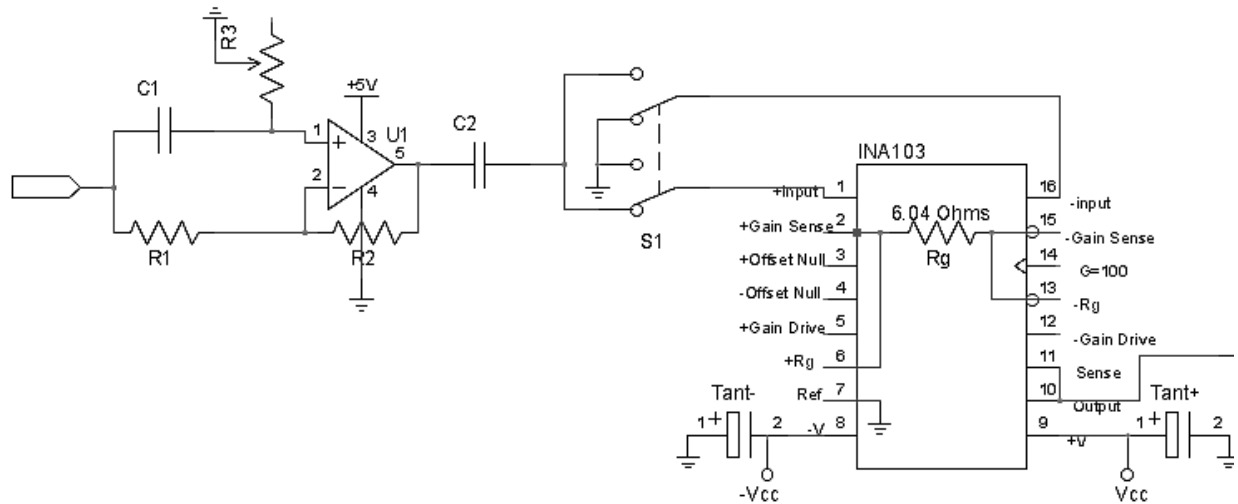 R3
C1
+5V
U1
1
3
+
5
2
−
4
C2
R1
R2
S1
INA103
+Input
1
16
-input
6.04 Ohms
+Gain Sense
2
15
-Gain Sense
Rg
+Offset Null
3
14
G=100
-Offset Null
4
13
-Rg
+Gain Drive
5
12
-Gain Drive
+Rg
6
11
Sense
Ref
7
10
Output
Tant-
1
+
2
-V
8
9
+V
Tant+
1
+
2
-Vcc
Vcc